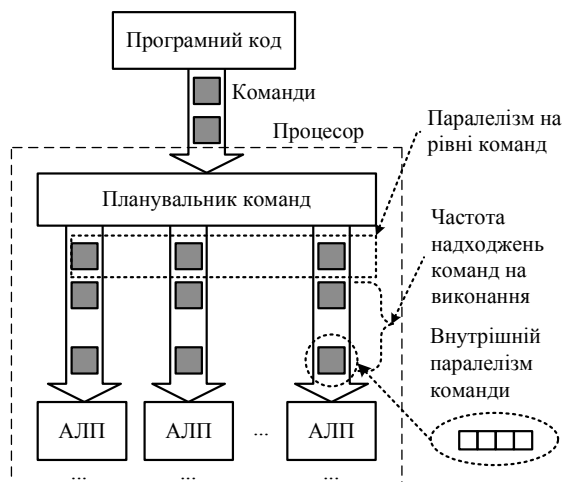 Програмний код
Команди
Процесор
Паралелізм на
рівні команд
Планувальник команд
Частота
надходжень
команд на
виконання
Внутрішній
паралелізм
команди
АЛП АЛП ... АЛП
... ... ...